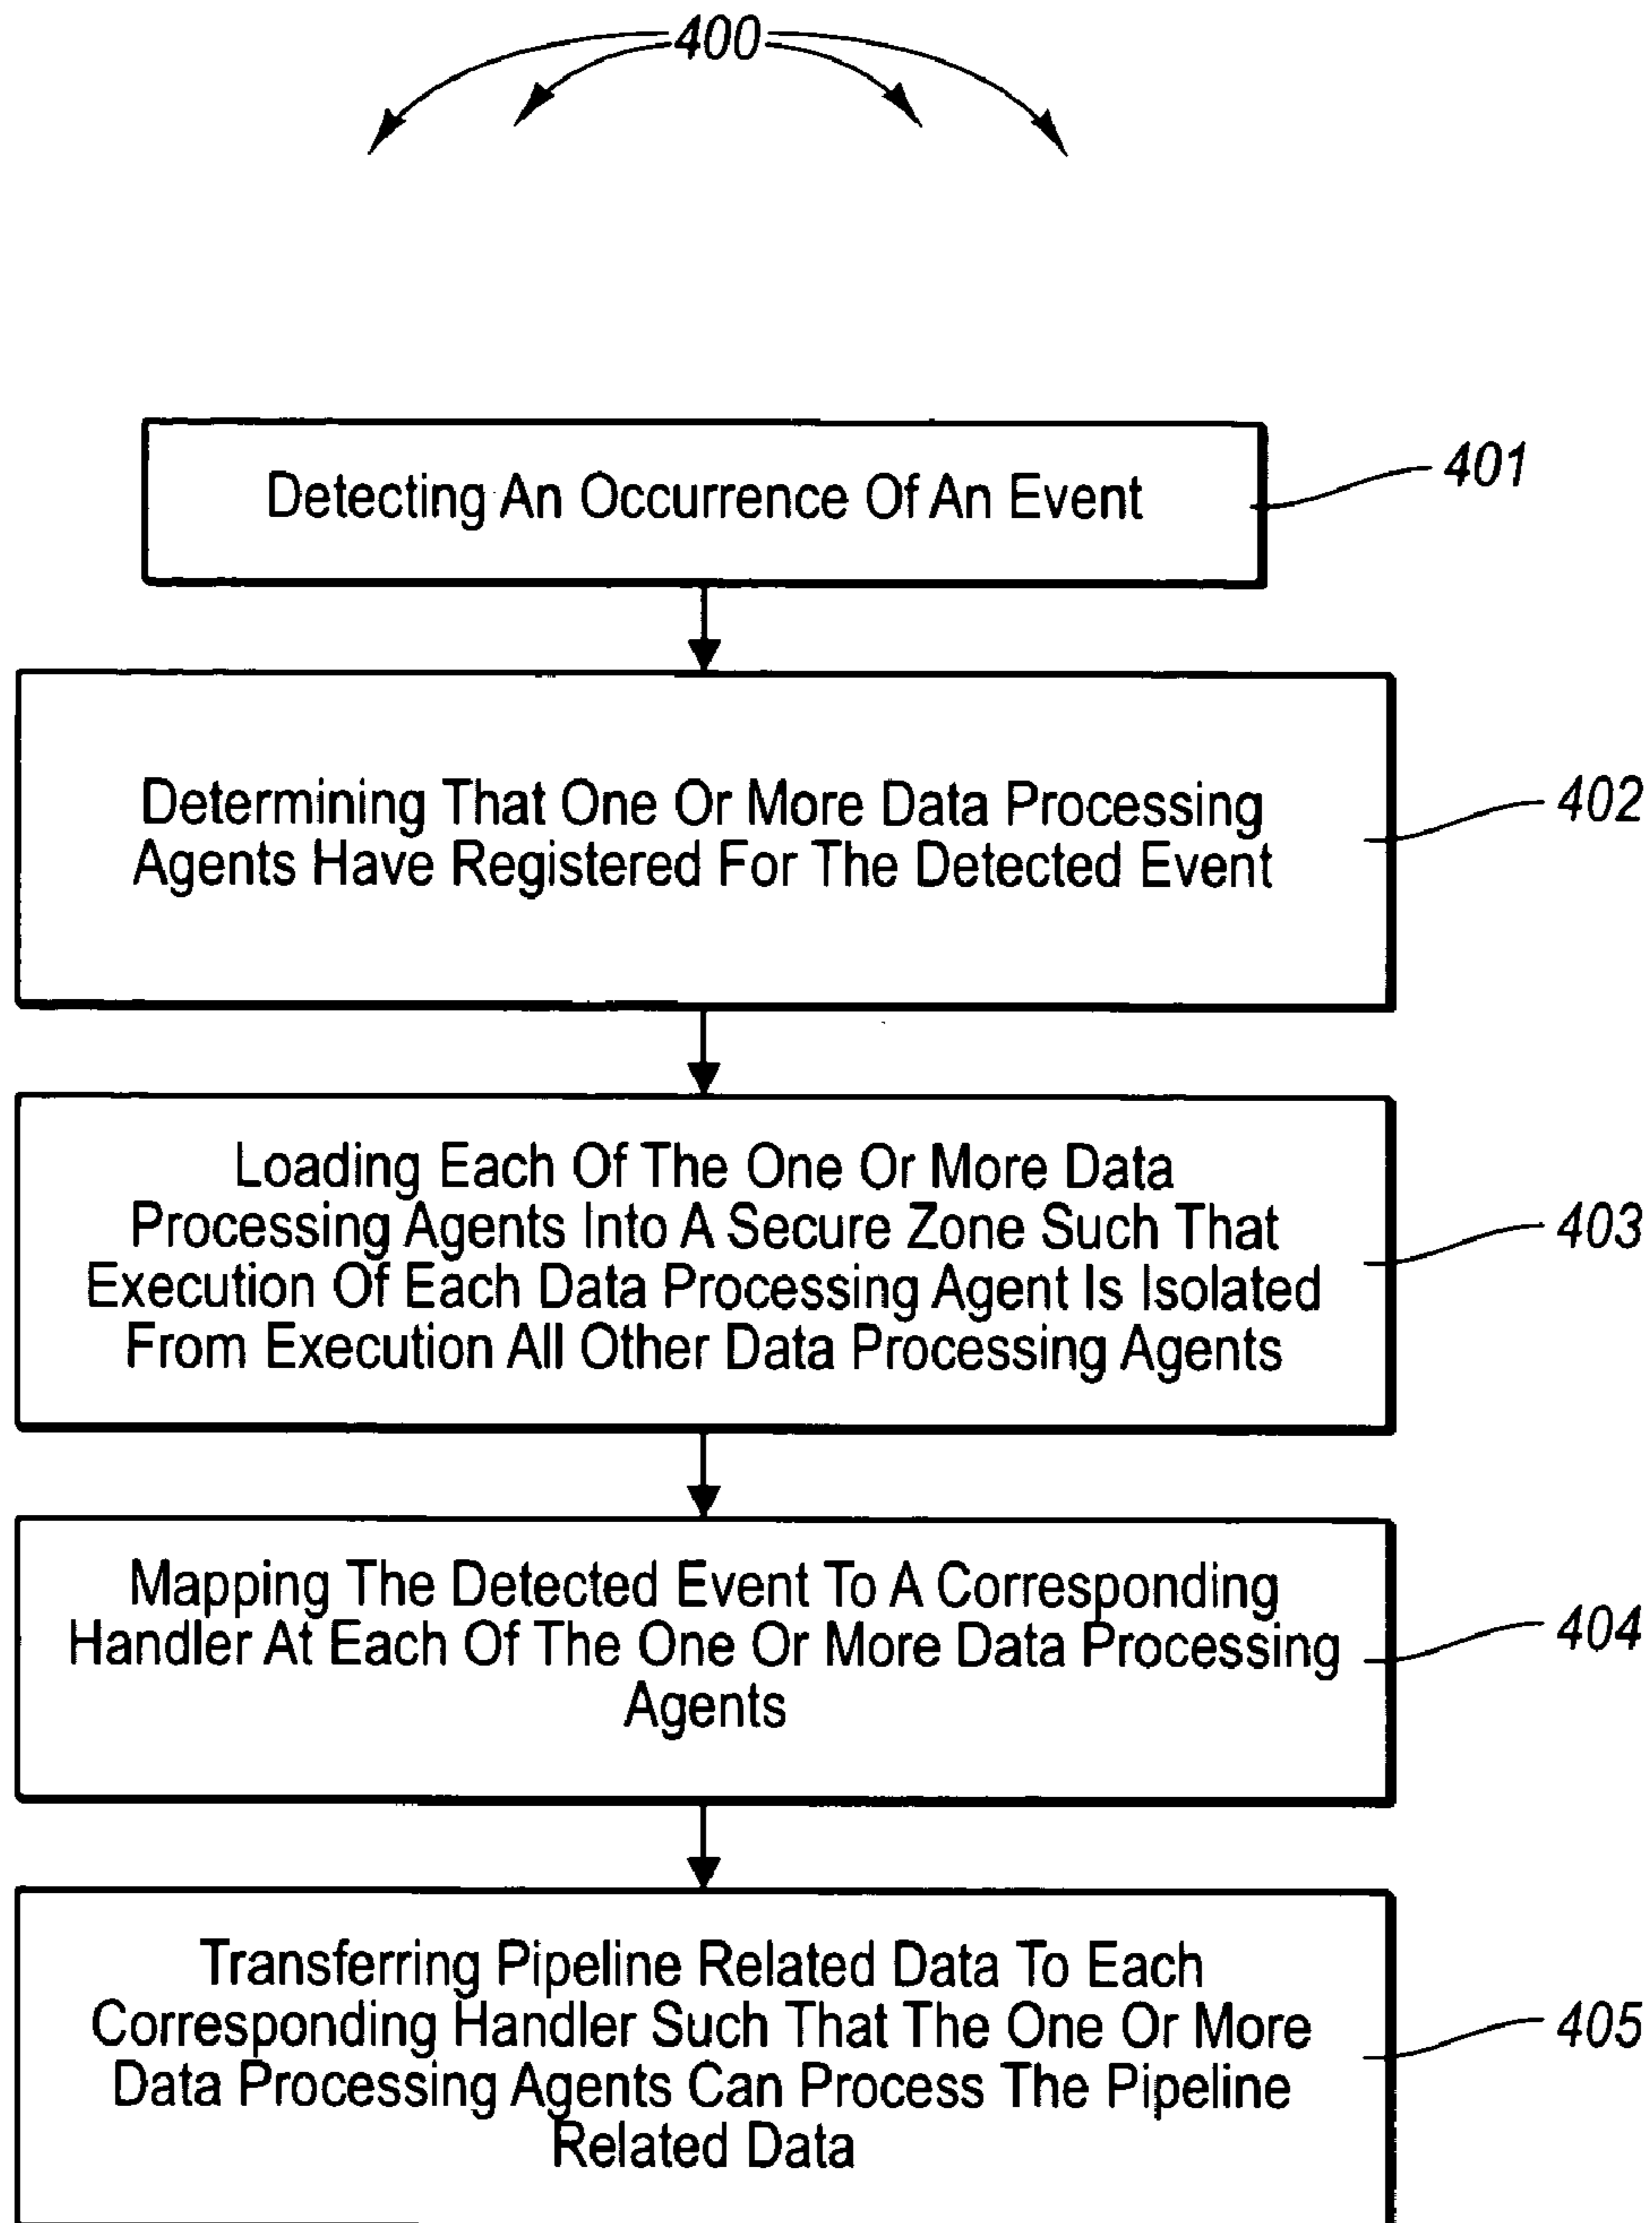 400
Detecting An Occurrence Of An Event
401
Determining That One Or More Data Processing
Agents Have Registered For The Detected Event
402
Loading Each Of The One Or More Data
Processing Agents Into A Secure Zone Such That
Execution Of Each Data Processing Agent Is Isolated
From Execution All Other Data Processing Agents
403
Mapping The Detected Event To A Corresponding
Handler At Each Of The One Or More Data Processing
Agents
404
Transferring Pipeline Related Data To Each
Corresponding Handler Such That The One Or More
Data Processing Agents Can Process The Pipeline
Related Data
405